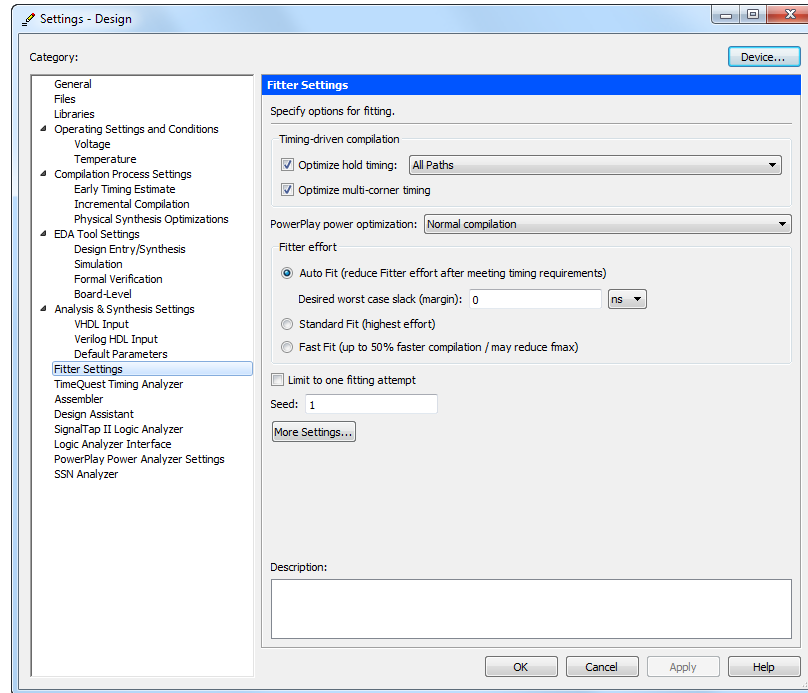 Settings - Design
Category:
Device...
General
Files
Libraries
Operating Settings and Conditions
Voltage
Temperature
Compilation Process Settings
Early Timing Estimate
Incremental Compilation
Physical Synthesis Optimizations
EDA Tool Settings
Design Entry/Synthesis
Simulation
Formal Verification
Board-Level
Analysis & Synthesis Settings
VHDL Input
Verilog HDL Input
Default Parameters
Fitter Settings
TimeQuest Timing Analyzer
Assembler
Design Assistant
SignalTap II Logic Analyzer
Logic Analyzer Interface
PowerPlay Power Analyzer Settings
SSN Analyzer
Fitter Settings
Specify options for fitting.
Timing-driven compilation
Optimize hold timing: All Paths
Optimize multi-corner timing
PowerPlay power optimization: Normal compilation
Fitter effort
Auto Fit (reduce Fitter effort after meeting timing requirements)
Desired worst case slack (margin): 0 ns
Standard Fit (highest effort)
Fast Fit (up to 50% faster compilation / may reduce fmax)
Limit to one fitting attempt
Seed: 1
More Settings...
Description:
OK Cancel Apply Help